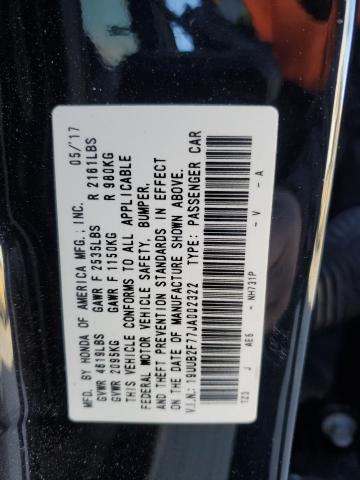 MFD. BY HONDA OF AMERICA MFG.,INC. 05/'17
GVWR 4619LBS GAWR F 2535LBS R 2161LBS
GVWR 2095KG GAWR F 1150KG R 980KG
THIS VEHICLE CONFORMS TO ALL APPLICABLE
FEDERAL MOTOR VEHICLE SAFETY, BUMPER,
AND THEFT PREVENTION STANDARDS IN EFFECT
ON THE DATE OF MANUFACTURE SHOWN ABOVE.
V.I.N.: 19UUB2F77JA002322 TYPE: PASSENGER CAR
TZ3 J AE6 - NH731P - V - A